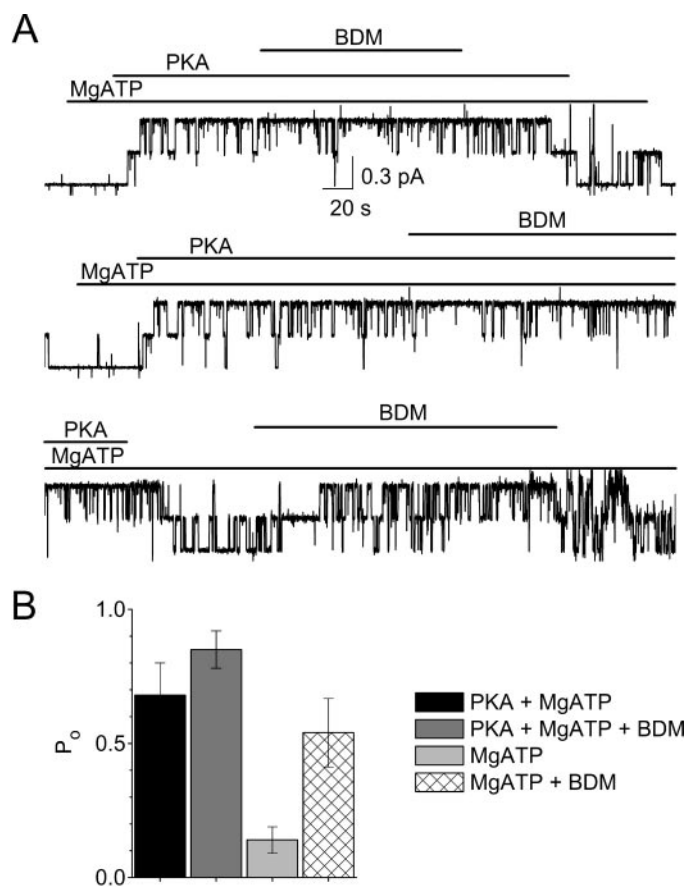 A
BDM
PKA
MgATP
0.3 pA
20 s
BDM
PKA
MgATP
BDM
PKA
MgATP
B
1.0
0.5
0.0
Po
PKA + MgATP
PKA + MgATP + BDM
MgATP
MgATP + BDM